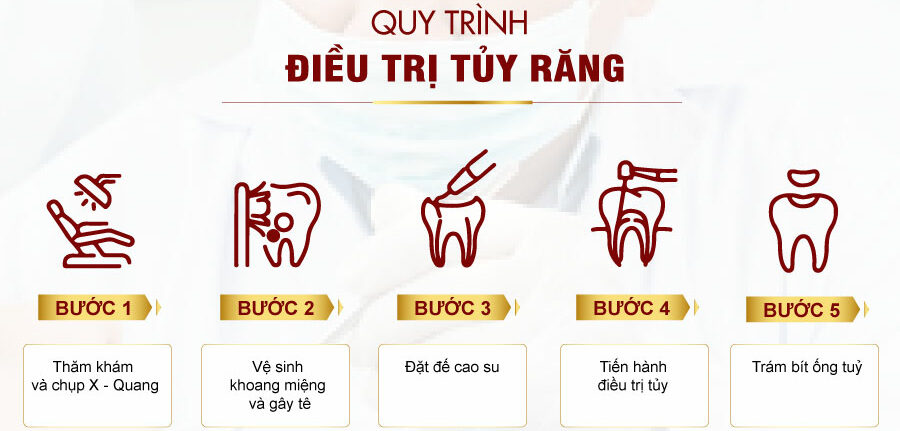 QUY TRÌNH
ĐIỀU TRỊ TỦY RĂNG
BƯỚC 1
BƯỚC 2
BƯỚC 3
BƯỚC 4
BƯỚC 5
Thăm khám
và chụp X - Quang
Vệ sinh
khoang miệng
và gây tê
Đặt đế cao su
Tiến hành
điều trị tủy
Trám bít ống tuỷ